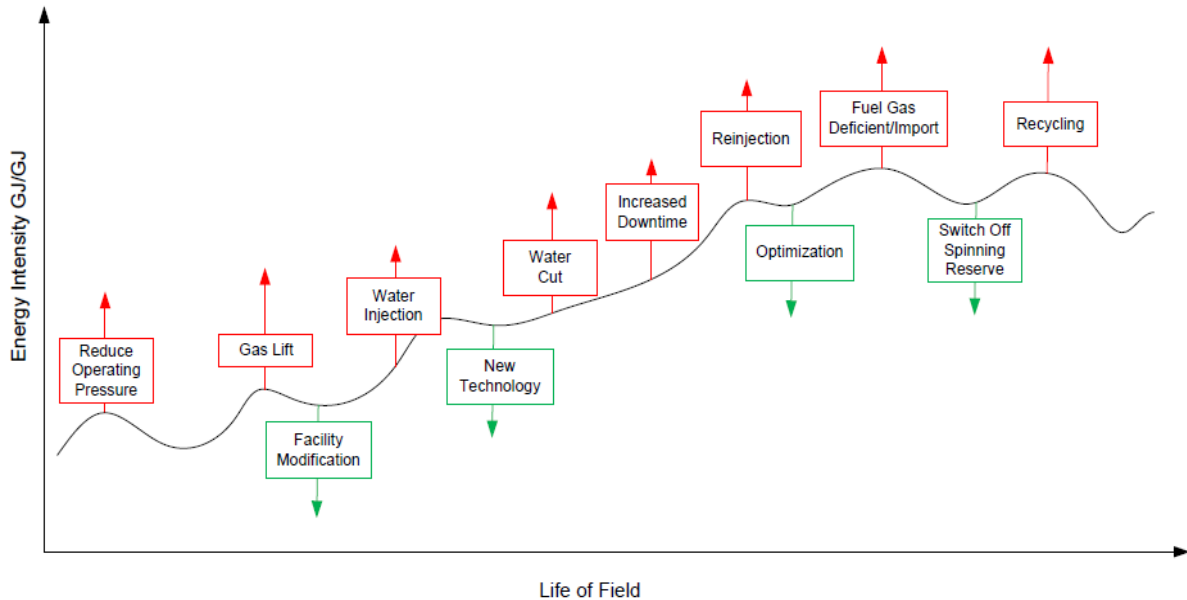 Energy Intensity GJ/GJ
Reduce
Operating
Pressure
Gas Lift
Facility
Modification
Water
Injection
New
Technology
Water
Cut
Increased
Downtime
Reinjection
Optimization
Fuel Gas
Deficient/Import
Switch Off
Spinning
Reserve
Recycling
Life of Field